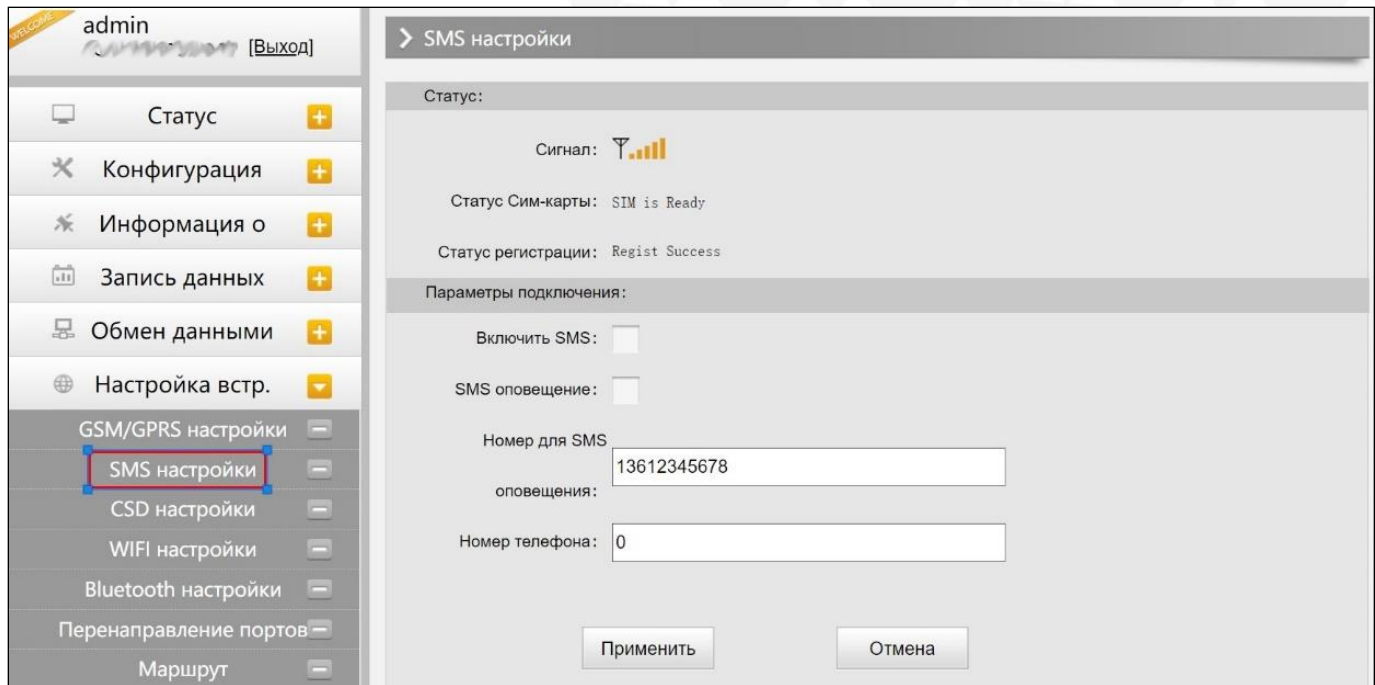 WELCOME
admin
[Выход]
Статус
Конфигурация
Информация о
Запись данных
Обмен данными
Настройка встр.
GSM/GPRS настройки
SMS настройки
CSD настройки
WIFI настройки
Bluetooth настройки
Перенаправление портов
Маршрут
SMS настройки
Статус:
Сигнал:
Статус Сим-карты: SIM is Ready
Статус регистрации: Regist Success
Параметры подключения:
Включить SMS:
SMS оповещение:
Номер для SMS
оповещения:
13612345678
Номер телефона: 0
Применить Отмена